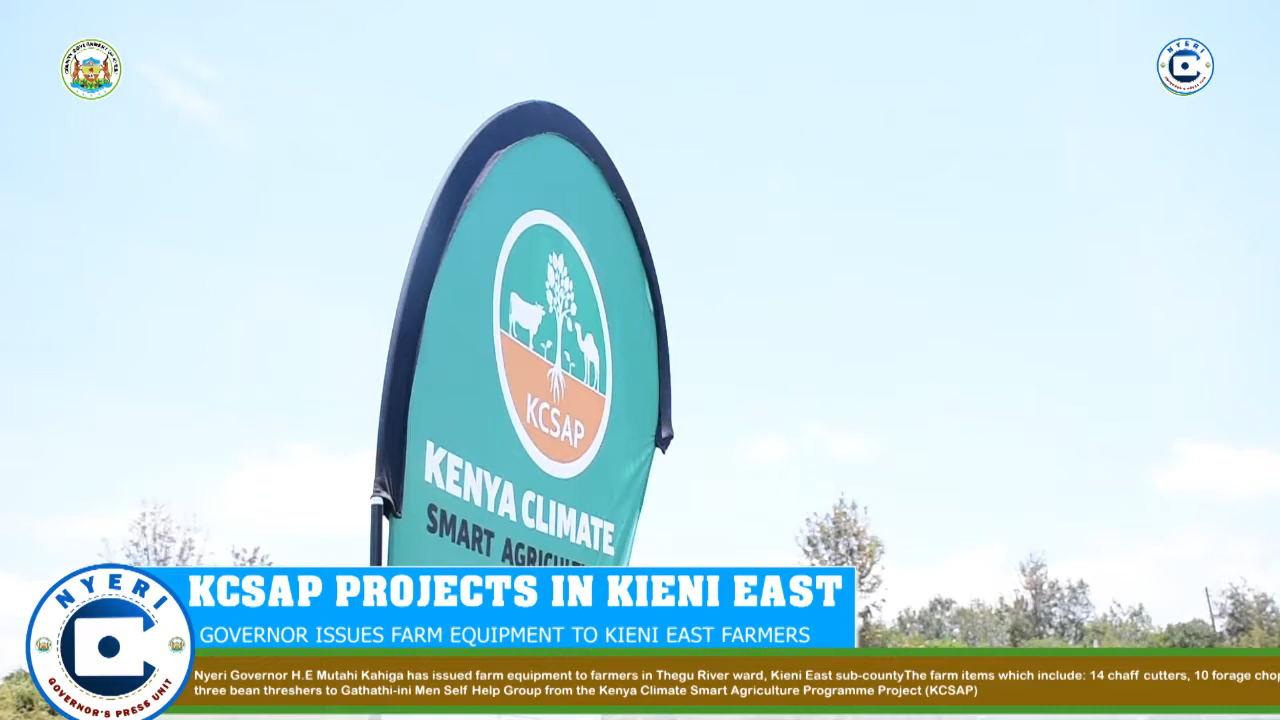 NYERI
KCSAP
KENYA CLIMATE
SMART
KCSAP PROJECTS IN KIENI EAST
GOVERNOR ISSUES FARM EQUIPMENT TO KIENI EAST FARMERS
NYERI
GOVERNOR'S PRESS UNIT
Nyeri Governor H.E Mutahi Kahiga has issued farm equipment to farmers in Thegu River ward, Kieni East sub-countyThe farm items which include: 14 chaff cutters, 10 forage
three bean threshers to Gathathi-ini Men Self Help Group from the Kenya Climate Smart Agriculture Programme Project (KCSAP)